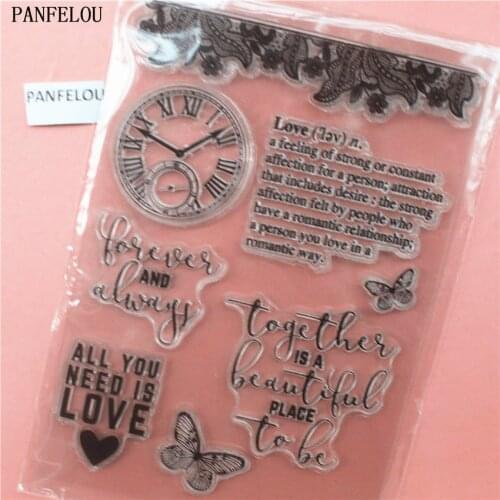 PANFELOU
PANFELOU
Love ('ləv) n.
a feeling of strong or constant
affection for a person; attraction
that includes desire : the strong
affection felt by people who
have a romantic relationship;
a person you love in a
romantic way.
forever
AND
always
together
IS A
beautiful
PLACE
to be
ALL YOU
NEED IS
LOVE